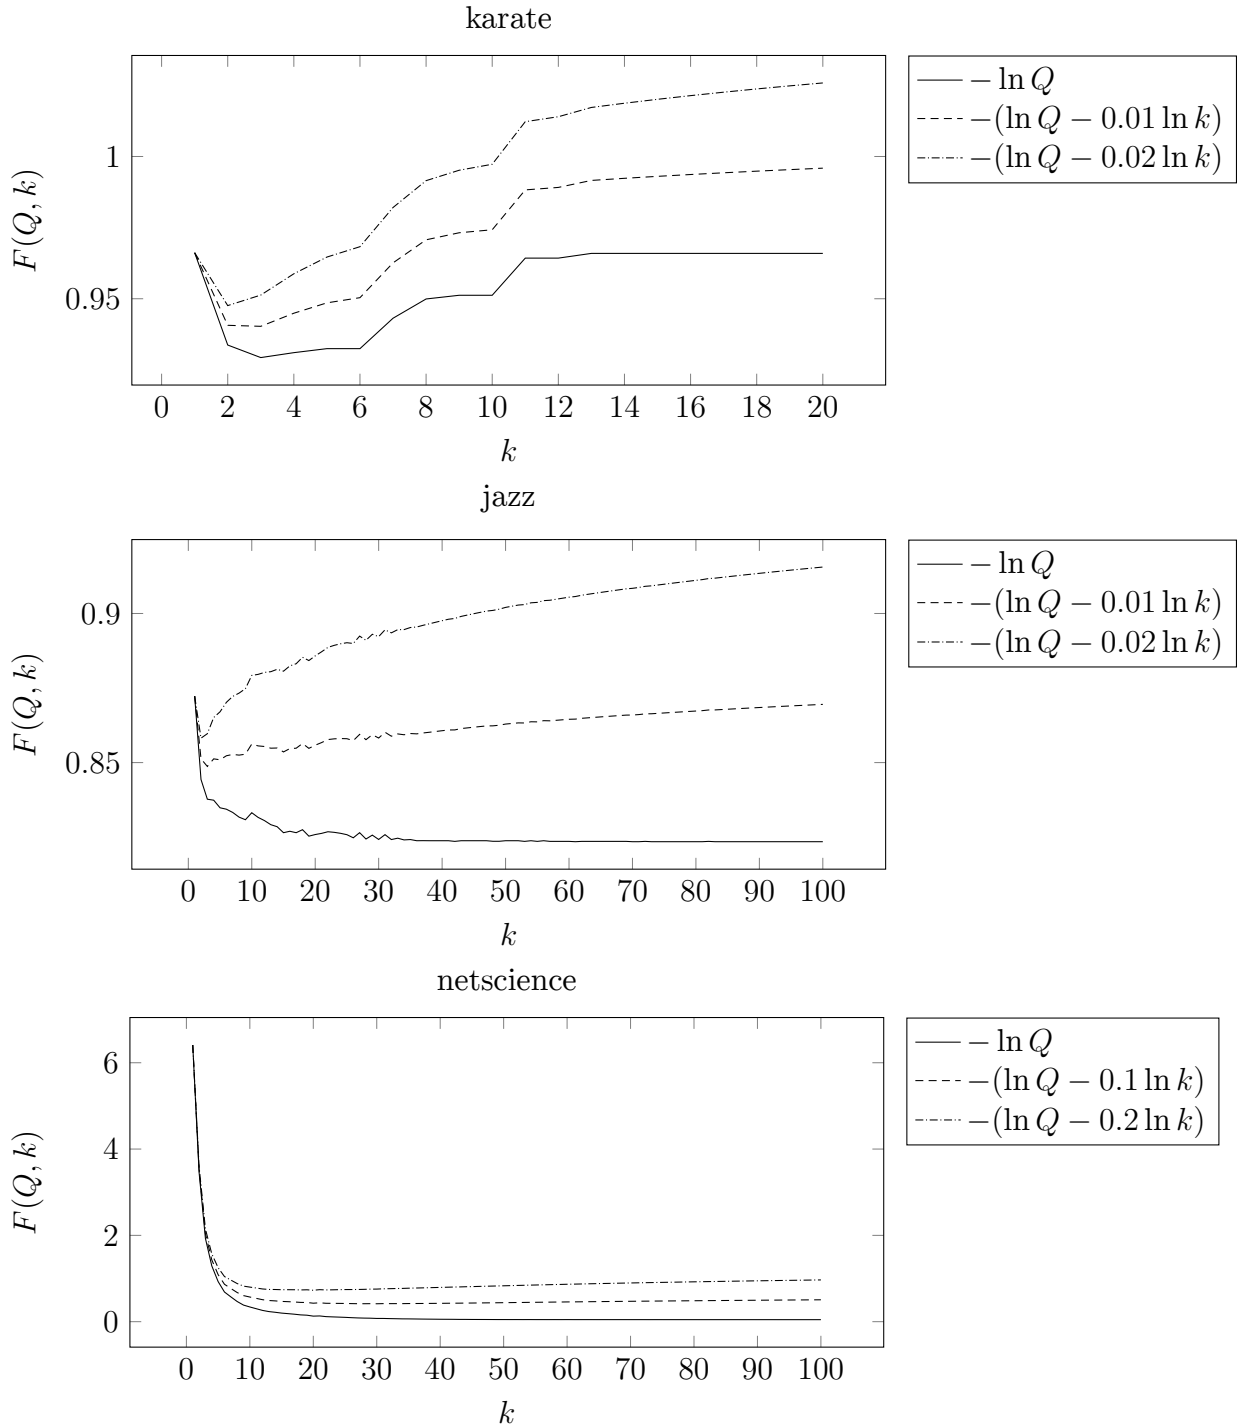 karate
− ln Q
−(ln Q − 0.01 ln k)
−(ln Q − 0.02 ln k)
F(Q, k)
1
0.95
0 2 4 6 8 10 12 14 16 18 20
k
jazz
− ln Q
−(ln Q − 0.01 ln k)
−(ln Q − 0.02 ln k)
F(Q, k)
0.9
0.85
0 10 20 30 40 50 60 70 80 90 100
k
netscience
− ln Q
−(ln Q − 0.1 ln k)
−(ln Q − 0.2 ln k)
F(Q, k)
6
4
2
0
0 10 20 30 40 50 60 70 80 90 100
k